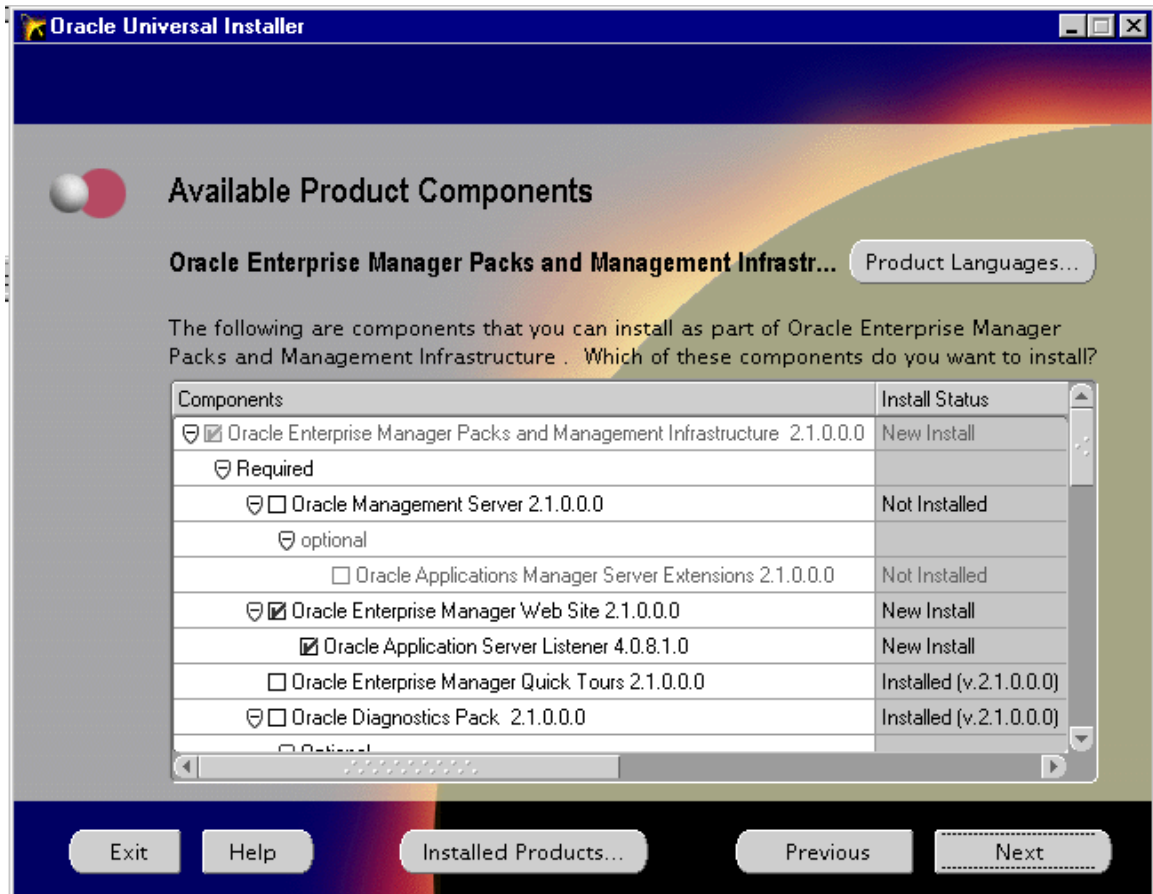 Oracle Universal Installer
Available Product Components
Oracle Enterprise Manager Packs and Management Infrastr... Product Languages...
The following are components that you can install as part of Oracle Enterprise Manager
Packs and Management Infrastructure . Which of these components do you want to install?
Components Install Status
Oracle Enterprise Manager Packs and Management Infrastructure 2.1.0.0.0 New Install
Required
Oracle Management Server 2.1.0.0.0 Not Installed
optional
Oracle Applications Manager Server Extensions 2.1.0.0.0 Not Installed
Oracle Enterprise Manager Web Site 2.1.0.0.0 New Install
Oracle Application Server Listener 4.0.8.1.0 New Install
Oracle Enterprise Manager Quick Tours 2.1.0.0.0 Installed (v.2.1.0.0.0)
Oracle Diagnostics Pack 2.1.0.0.0 Installed (v.2.1.0.0.0)
Optional
Exit Help Installed Products... Previous Next